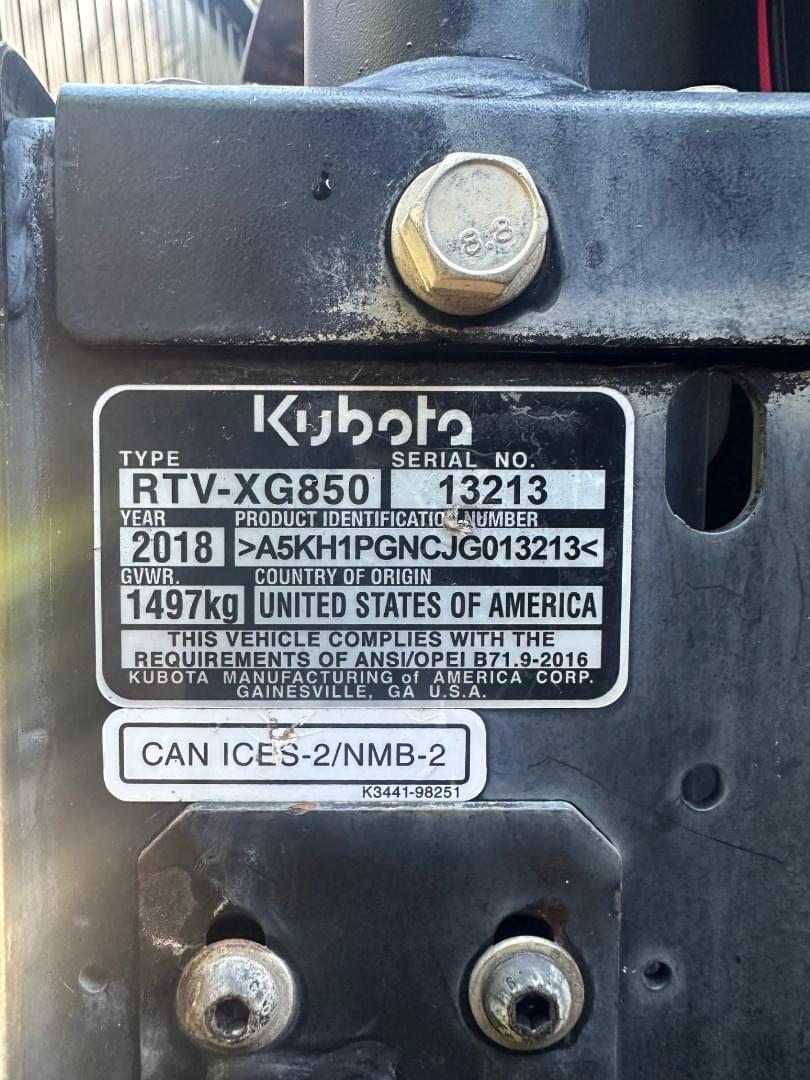 8.8
Kubota
TYPE SERIAL NO.
RTV-XG850 13213
YEAR PRODUCT IDENTIFICATION NUMBER
2018 >A5KH1PGNCJG013213<
GVWR. COUNTRY OF ORIGIN
1497kg UNITED STATES OF AMERICA
THIS VEHICLE COMPLIES WITH THE
REQUIREMENTS OF ANSI/OPEI B71.9-2016
KUBOTA MANUFACTURING of AMERICA CORP.
GAINESVILLE, GA U.S.A.
CAN ICES-2/NMB-2
K3441-98251